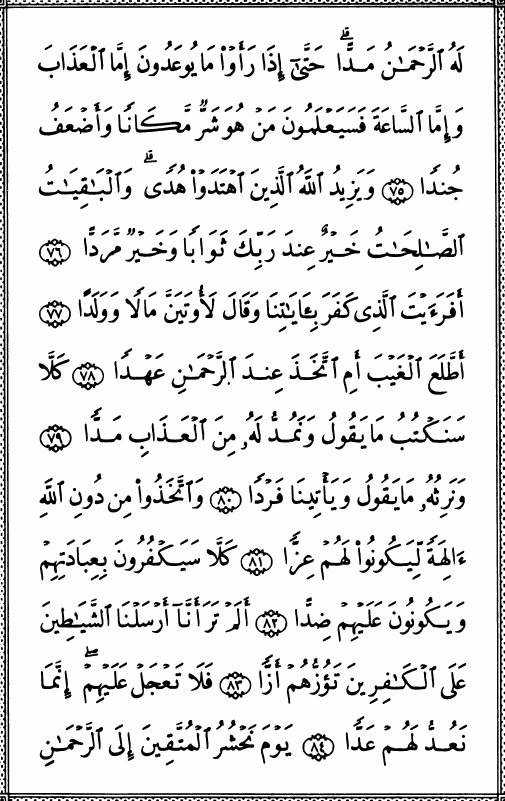 لَهُ ٱلرَّحْمَـٰنُ مَدًّا ۗ حَتَّىٰٓ إِذَا رَأَوْا۟ مَا يُوعَدُونَ إِمَّا ٱلْعَذَابَ
وَإِمَّا ٱلسَّاعَةَ فَسَيَعْلَمُونَ مَنْ هُوَ شَرٌّ مَّكَانًا وَأَضْعَفُ
جُندًا ٧٥ وَيَزِيدُ ٱللَّهُ ٱلَّذِينَ ٱهْتَدَوْا۟ هُدًى ۗ وَٱلْبَـٰقِيَـٰتُ
ٱلصَّـٰلِحَـٰتُ خَيْرٌ عِندَ رَبِّكَ ثَوَابًا وَخَيْرٌ مَّرَدًّا ٧٦
أَفَرَءَيْتَ ٱلَّذِى كَفَرَ بِـَٔايَـٰتِنَا وَقَالَ لَأُوتَيَنَّ مَالًا وَوَلَدًا ٧٧
أَطَّلَعَ ٱلْغَيْبَ أَمِ ٱتَّخَذَ عِندَ ٱلرَّحْمَـٰنِ عَهْدًا ٧٨ كَلَّا
سَنَكْتُبُ مَا يَقُولُ وَنَمُدُّ لَهُۥ مِنَ ٱلْعَذَابِ مَدًّا ٧٩
وَنَرِثُهُۥ مَا يَقُولُ وَيَأْتِينَا فَرْدًا ٨٠ وَٱتَّخَذُوا۟ مِن دُونِ ٱللَّهِ
ءَالِهَةً لِّيَكُونُوا۟ لَهُمْ عِزًّا ٨١ كَلَّا سَيَكْفُرُونَ بِعِبَادَتِهِمْ
وَيَكُونُونَ عَلَيْهِمْ ضِدًّا ٨٢ أَلَمْ تَرَ أَنَّآ أَرْسَلْنَا ٱلشَّيَـٰطِينَ
عَلَى ٱلْكَـٰفِرِينَ تَؤُزُّهُمْ أَزًّا ٨٣ فَلَا تَعْجَلْ عَلَيْهِمْ ۖ إِنَّمَا
نَعُدُّ لَهُمْ عَدًّا ٨٤ يَوْمَ نَحْشُرُ ٱلْمُتَّقِينَ إِلَى ٱلرَّحْمَـٰنِ